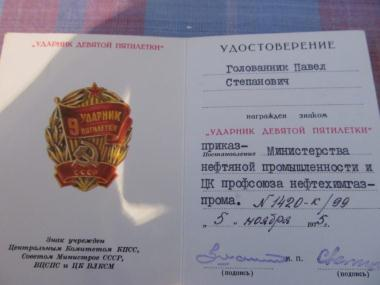 "УДАРНИК ДЕВЯТОЙ ПЯТИЛЕТКИ"
9 УДАРНИК
ПЯТИЛЕТКИ
СССР
Знак учрежден
Центральным Комитетом КПСС,
Советом Министров СССР,
ВЦСПС и ЦК ВЛКСМ
УДОСТОВЕРЕНИЕ
Голованник Павел
Степанович
награжден знаком
"УДАРНИК ДЕВЯТОЙ ПЯТИЛЕТКИ"
приказ-
Постановления Министерства
нефтяной промышленности и
ЦК профсоюза нефтехимгаз-
прома. № 1420-к/99
"5" ноября 1975.
М. П.
(подпись) (подпись)